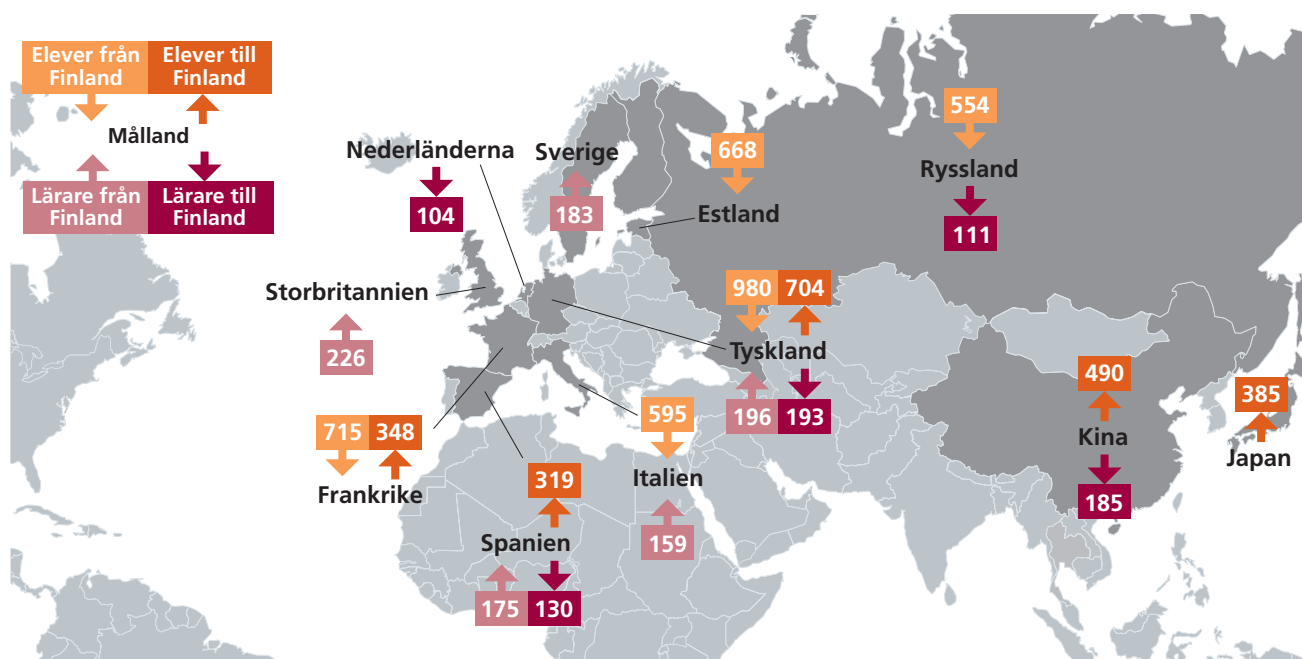 Elever från
Finland
Elever till
Finland
Målland
Lärare från
Finland
Lärare till
Finland
Nederländerna
104
Sverige
183
668
Estland
554
Ryssland
111
Storbritannien
226
980
704
Tyskland
196
193
715
348
Frankrike
319
Spanien
175
130
595
Italien
159
490
Kina
185
385
Japan